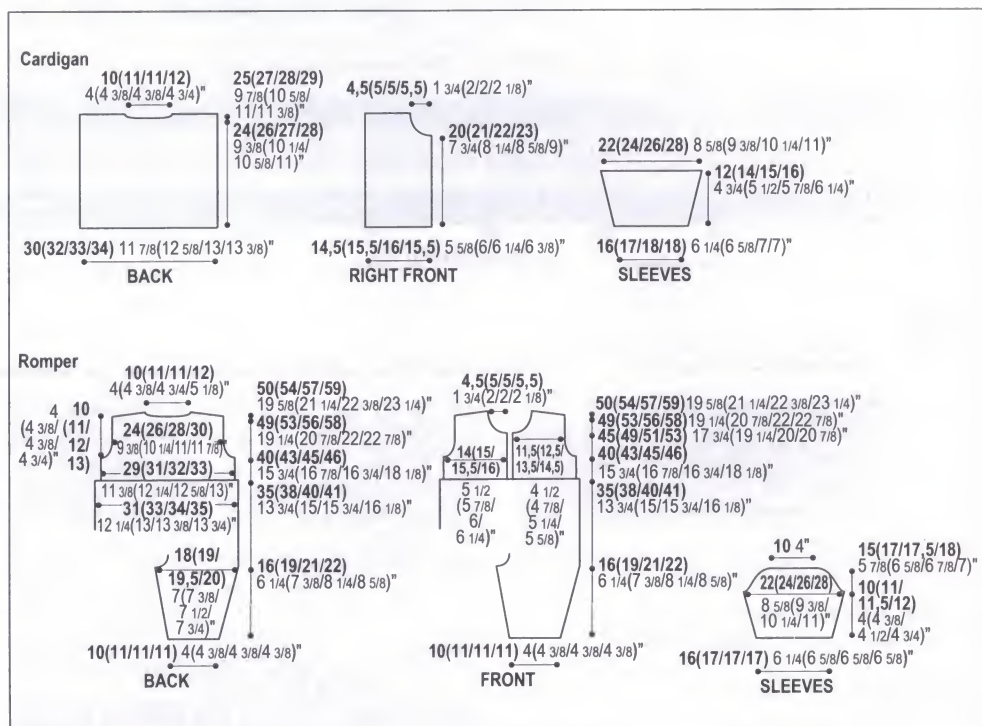 Cardigan
10(11/11/12)
4(4 3/8/4 3/8/4 3/4)"
25(27/28/29)
9 7/8(10 5/8/
11/11 3/8)"
24(26/27/28)
9 3/8(10 1/4/
10 5/8/11)"
30(32/33/34) 11 7/8(12 5/8/13/13 3/8)"
BACK
4,5(5/5/5,5) 1 3/4(2/2/2 1/8)"
20(21/22/23)
7 3/4(8 1/4/8 5/8/9)"
14,5(15,5/16/15,5) 5 5/8(6/6 1/4/6 3/8)"
RIGHT FRONT
22(24/26/28) 8 5/8(9 3/8/10 1/4/11)"
12(14/15/16)
4 3/4(5 1/2/5 7/8/6 1/4)"
16(17/18/18) 6 1/4(6 5/8/7/7)"
SLEEVES
Romper
10(11/11/12)
4(4 3/8/4 3/4/5 1/8)"
4
(4 3/8/
4 3/8/
4 3/4)"
10
(11/
12/
13)
24(26/28/30)
9 3/8(10 1/4/11/11 7/8)"
29(31/32/33)
11 3/8(12 1/4/12 5/8/13)"
31(33/34/35)
12 1/4(13/13 3/8/13 3/4)"
18(19/
19,5/20)
7(7 3/8/
7 1/2/
7 3/4)"
50(54/57/59)
19 5/8(21 1/4/22 3/8/23 1/4)"
49(53/56/58)
19 1/4(20 7/8/22/22 7/8)"
40(43/45/46)
15 3/4(16 7/8/16 3/4/18 1/8)"
35(38/40/41)
13 3/4(15/15 3/4/16 1/8)"
16(19/21/22)
6 1/4(7 3/8/8 1/4/8 5/8)"
10(11/11/11) 4(4 3/8/4 3/8/4 3/8)"
BACK
4,5(5/5/5,5)
1 3/4(2/2/2 1/8)"
14(15/
15,5/16)
5 1/2
(5 7/8/
6/
6 1/4)"
11,5(12,5/
13,5/14,5)
4 1/2
(4 7/8/
5 1/4/
5 5/8)"
50(54/57/59)19 5/8(21 1/4/22 3/8/23 1/4)"
49(53/56/58)19 1/4(20 7/8/22/22 7/8)"
45(49/51/53) 17 3/4(19 1/4/20/20 7/8)"
40(43/45/46)
15 3/4(16 7/8/16 3/4/18 1/8)"
35(38/40/41)
13 3/4(15/15 3/4/16 1/8)"
16(19/21/22)
6 1/4(7 3/8/8 1/4/8 5/8)"
10(11/11/11) 4(4 3/8/4 3/8/4 3/8)"
FRONT
10 4"
15(17/17,5/18)
5 7/8(6 5/8/6 7/8/7)"
22(24/26/28)
8 5/8(9 3/8/
10 1/4/11)"
10(11/
11,5/12)
4(4 3/8/
4 1/2/4 3/4)"
16(17/17/17) 6 1/4(6 5/8/6 5/8/6 5/8)"
SLEEVES